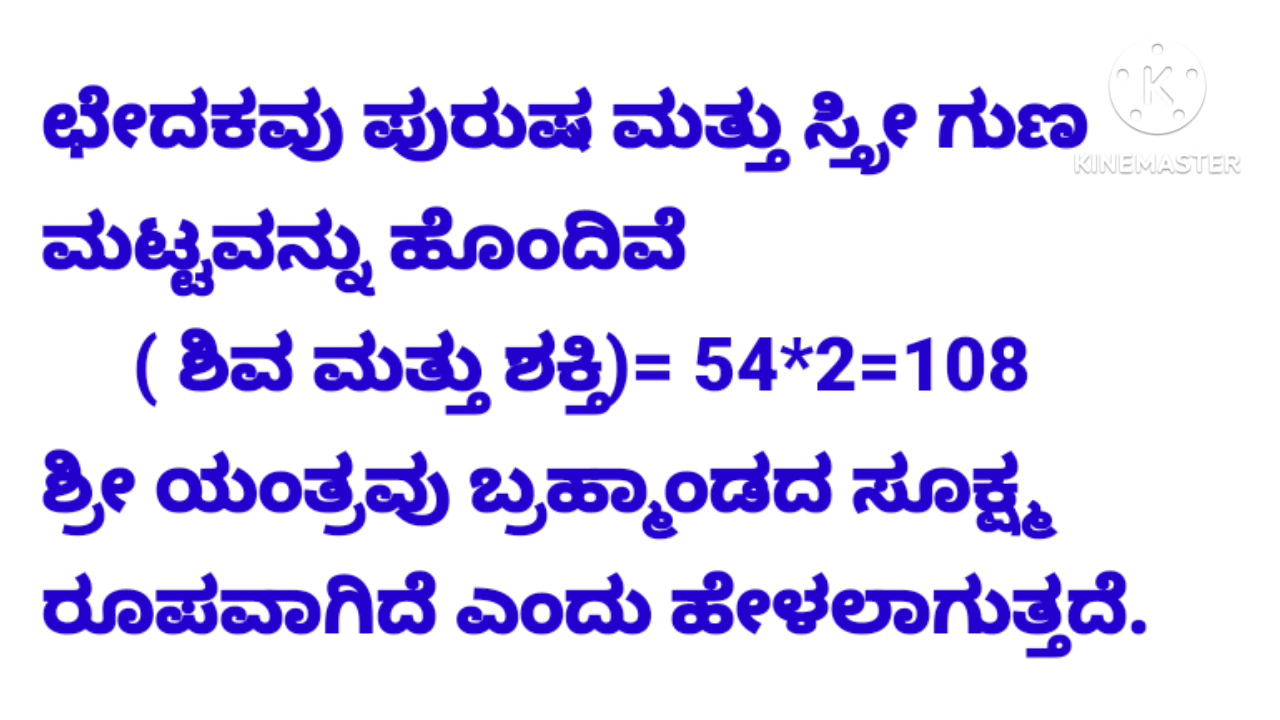 ಛೇದಕವು ಪುರುಷ ಮತ್ತು ಸ್ತ್ರೀ ಗುಣ
KINEMASTER
ಮಟ್ಟವನ್ನು ಹೊಂದಿವೆ
( ಶಿವ ಮತ್ತು ಶಕ್ತಿ)= 54*2=108
ಶ್ರೀ ಯಂತ್ರವು ಬ್ರಹ್ಮಾಂಡದ ಸೂಕ್ಷ್ಮ
ರೂಪವಾಗಿದೆ ಎಂದು ಹೇಳಲಾಗುತ್ತದೆ.